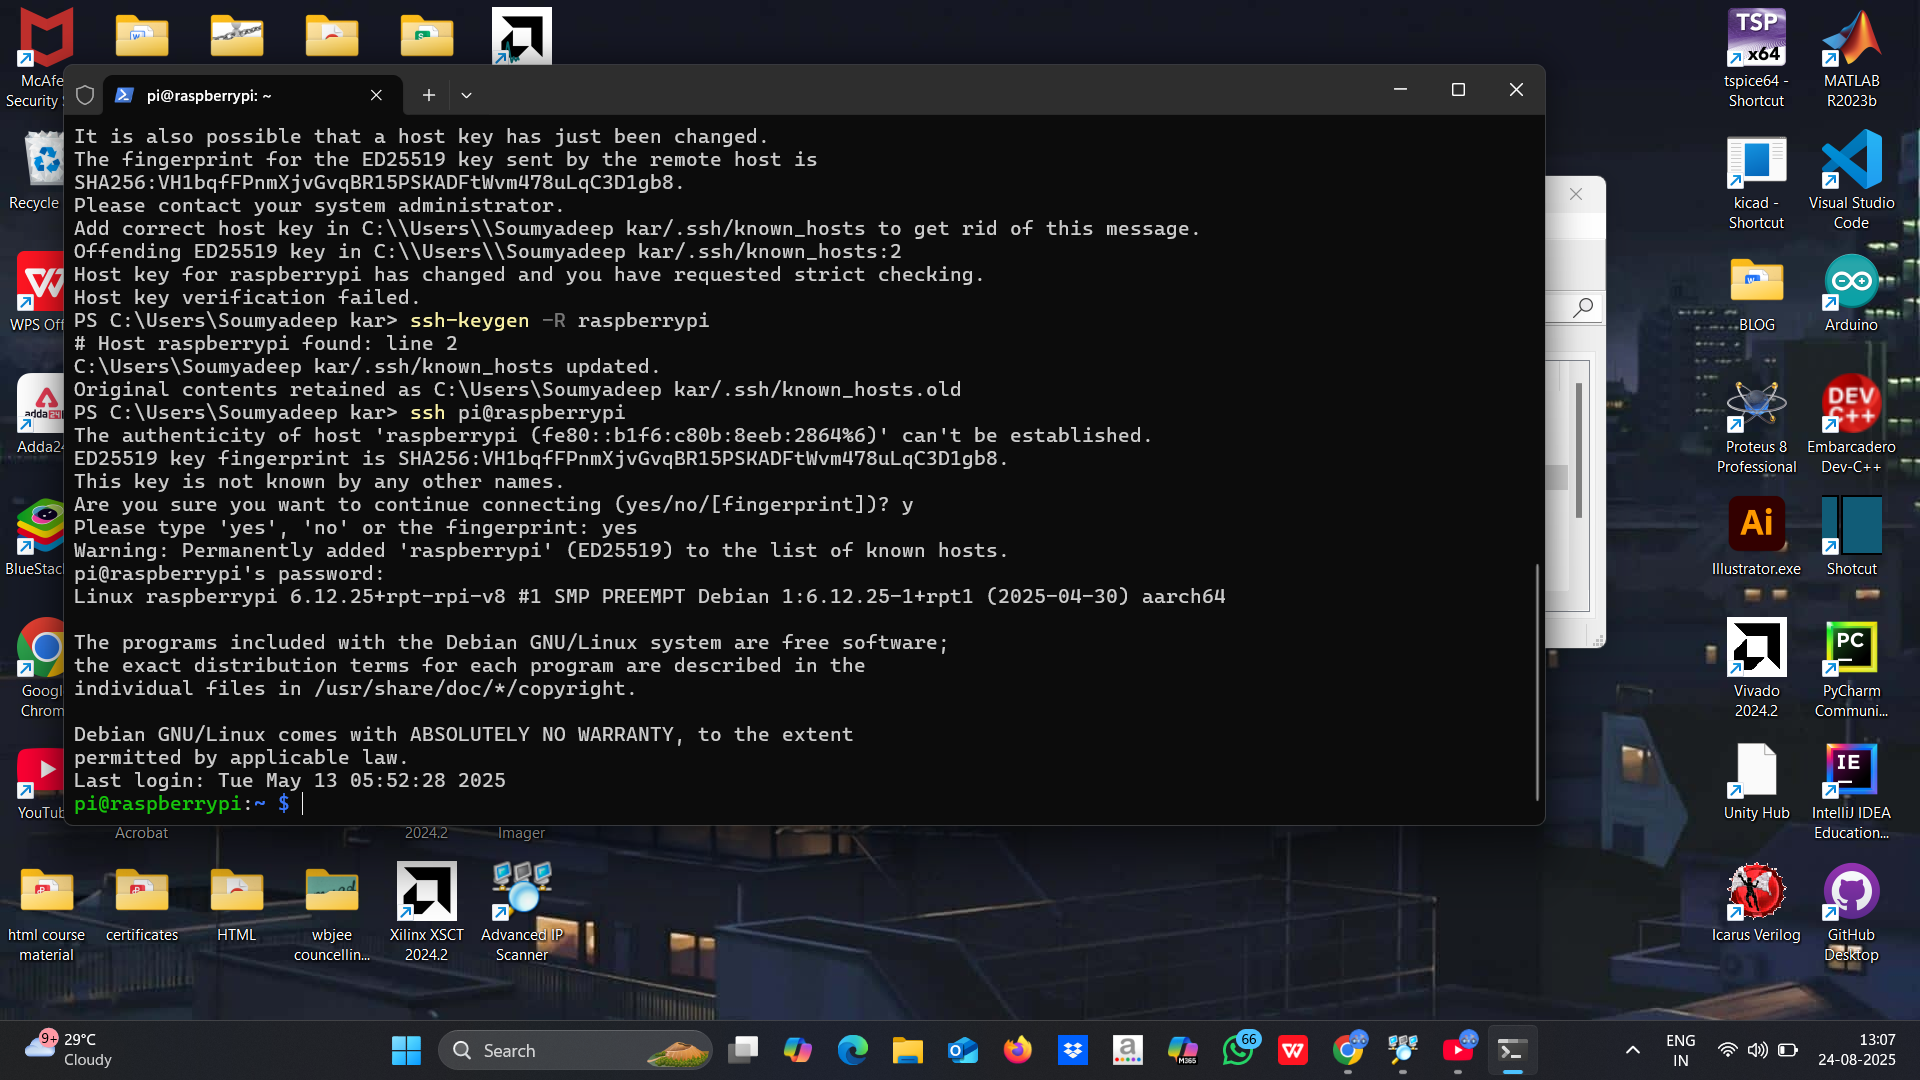 pi@raspberrypi: ~
It is also possible that a host key has just been changed.
The fingerprint for the ED25519 key sent by the remote host is
SHA256:VH1bqfFPnmXjvGvqBR15PSKADFtWvm478uLqC3D1gb8.
Please contact your system administrator.
Add correct host key in C:\\Users\\Soumyadeep kar/.ssh/known_hosts to get rid of this message.
Offending ED25519 key in C:\\Users\\Soumyadeep kar/.ssh/known_hosts:2
Host key for raspberrypi has changed and you have requested strict checking.
Host key verification failed.
PS C:\Users\Soumyadeep kar> ssh-keygen -R raspberrypi
# Host raspberrypi found: line 2
C:\Users\Soumyadeep kar/.ssh/known_hosts updated.
Original contents retained as C:\Users\Soumyadeep kar/.ssh/known_hosts.old
PS C:\Users\Soumyadeep kar> ssh pi@raspberrypi
The authenticity of host 'raspberrypi (fe80::b1f6:c80b:8eeb:2864%6)' can't be established.
ED25519 key fingerprint is SHA256:VH1bqfFPnmXjvGvqBR15PSKADFtWvm478uLqC3D1gb8.
This key is not known by any other names.
Are you sure you want to continue connecting (yes/no/[fingerprint])? y
Please type 'yes', 'no' or the fingerprint: yes
Warning: Permanently added 'raspberrypi' (ED25519) to the list of known hosts.
pi@raspberrypi's password:
Linux raspberrypi 6.12.25+rpt-rpi-v8 #1 SMP PREEMPT Debian 1:6.12.25-1+rpt1 (2025-04-30) aarch64
The programs included with the Debian GNU/Linux system are free software;
the exact distribution terms for each program are described in the
individual files in /usr/share/doc/*/copyright.
Debian GNU/Linux comes with ABSOLUTELY NO WARRANTY, to the extent
permitted by applicable law.
Last login: Tue May 13 05:52:28 2025
pi@raspberrypi:~ $
McAfe
Security
Recycle
WPS Off
adda24
Adda24
BlueStac
Googl
Chrom
YouTub
Acrobat
2024.2
Imager
html course
material
certificates
HTML
wbjee
councellin...
Xilinx XSCT
2024.2
Advanced IP
Scanner
TSP
x64
tspice64 -
Shortcut
MATLAB
R2023b
kicad -
Shortcut
Visual Studio
Code
BLOG
Arduino
Proteus 8
Professional
DEV
C++
Embarcadero
Dev-C++
Ai
Illustrator.exe
Shotcut
Vivado
2024.2
PC
PyCharm
Communi...
Unity Hub
IE
IntelliJ IDEA
Education...
Icarus Verilog
GitHub
Desktop
9+
29°C
Cloudy
Search
a
M365
66
ENG
IN
13:07
24-08-2025